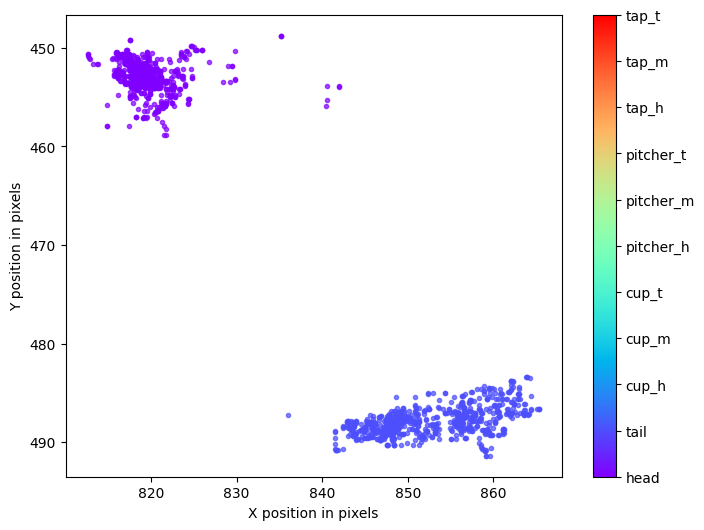 450
460
470
480
490
Y position in pixels
820
830
840
850
860
X position in pixels
tap_t
tap_m
tap_h
pitcher_t
pitcher_m
pitcher_h
cup_t
cup_m
cup_h
tail
head